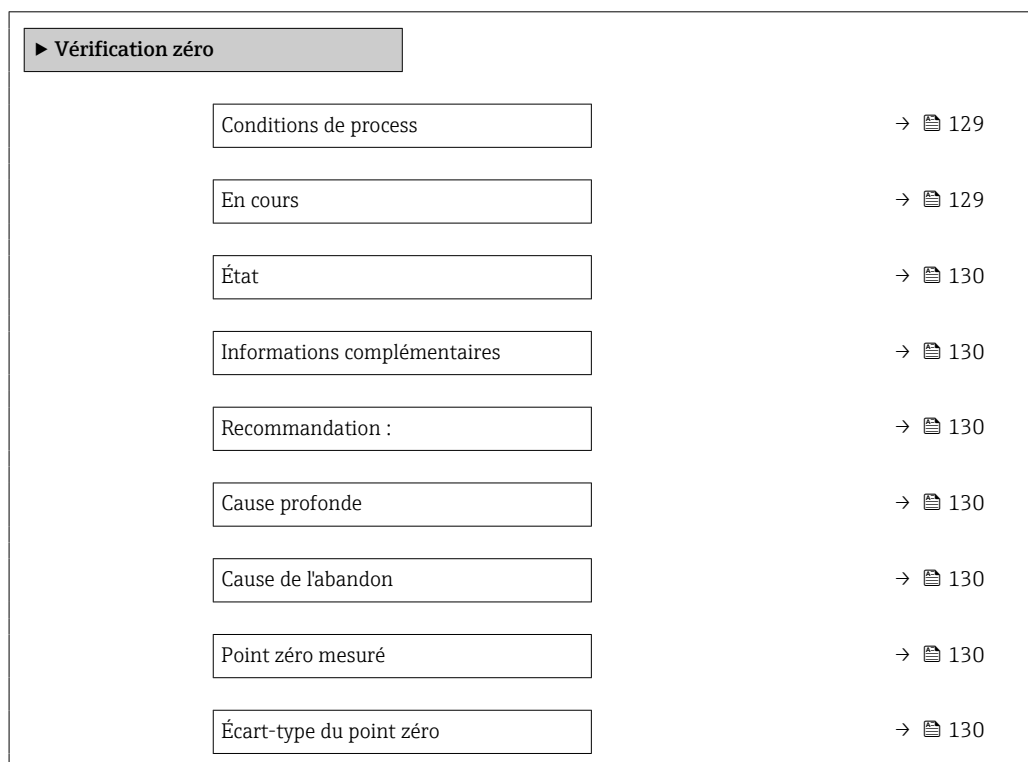 ▶ Vérification zéro
Conditions de process → 129
En cours → 129
État → 130
Informations complémentaires → 130
Recommandation : → 130
Cause profonde → 130
Cause de l'abandon → 130
Point zéro mesuré → 130
Écart-type du point zéro → 130